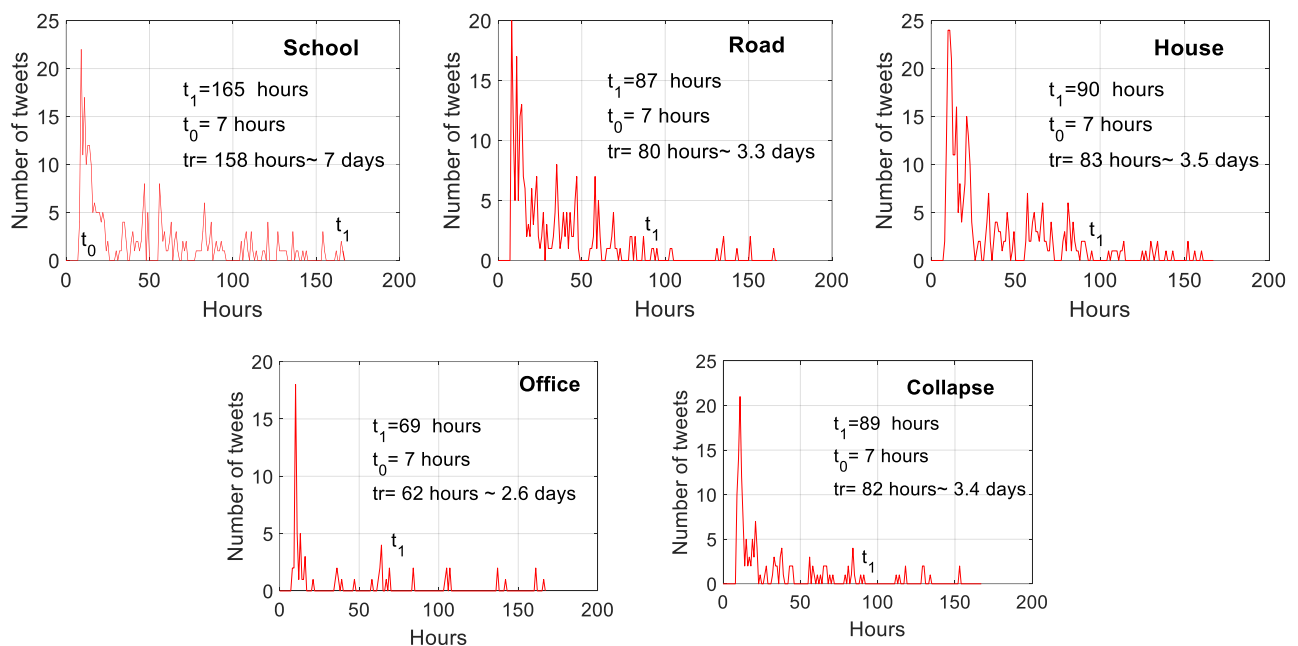 School
t1=165 hours
t0= 7 hours
tr= 158 hours~ 7 days
t0
t1
Number of tweets
Hours
0 5 10 15 20 25
0 50 100 150 200
Road
t1=87 hours
t0= 7 hours
tr= 80 hours~ 3.3 days
t1
Number of tweets
Hours
0 5 10 15 20
0 50 100 150 200
House
t1=90 hours
t0= 7 hours
tr= 83 hours~ 3.5 days
t1
Number of tweets
Hours
0 5 10 15 20 25
0 50 100 150 200
Office
t1=69 hours
t0= 7 hours
tr= 62 hours ~ 2.6 days
t1
Number of tweets
Hours
0 5 10 15 20
0 50 100 150 200
Collapse
t1=89 hours
t0= 7 hours
tr= 82 hours~ 3.4 days
t1
Number of tweets
Hours
0 5 10 15 20 25
0 50 100 150 200